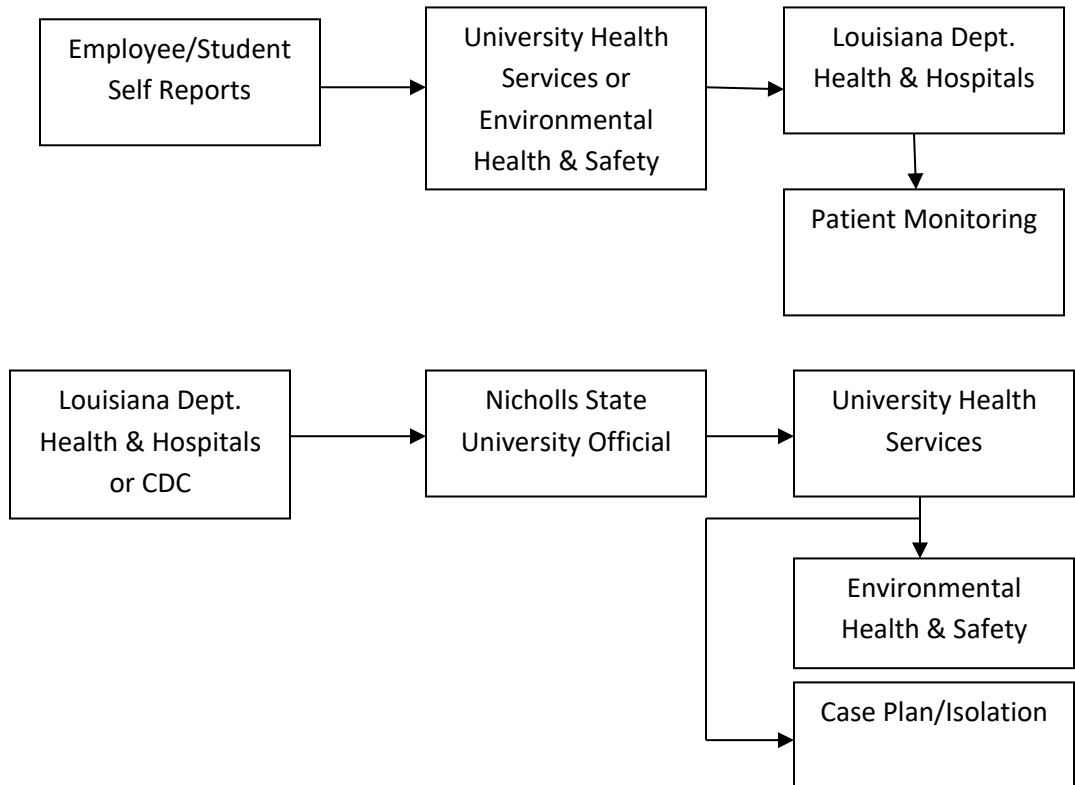 Employee/Student
Self Reports
University Health
Services or
Environmental
Health & Safety
Louisiana Dept.
Health & Hospitals
Patient Monitoring
Louisiana Dept.
Health & Hospitals
or CDC
Nicholls State
University Official
University Health
Services
Environmental
Health & Safety
Case Plan/Isolation